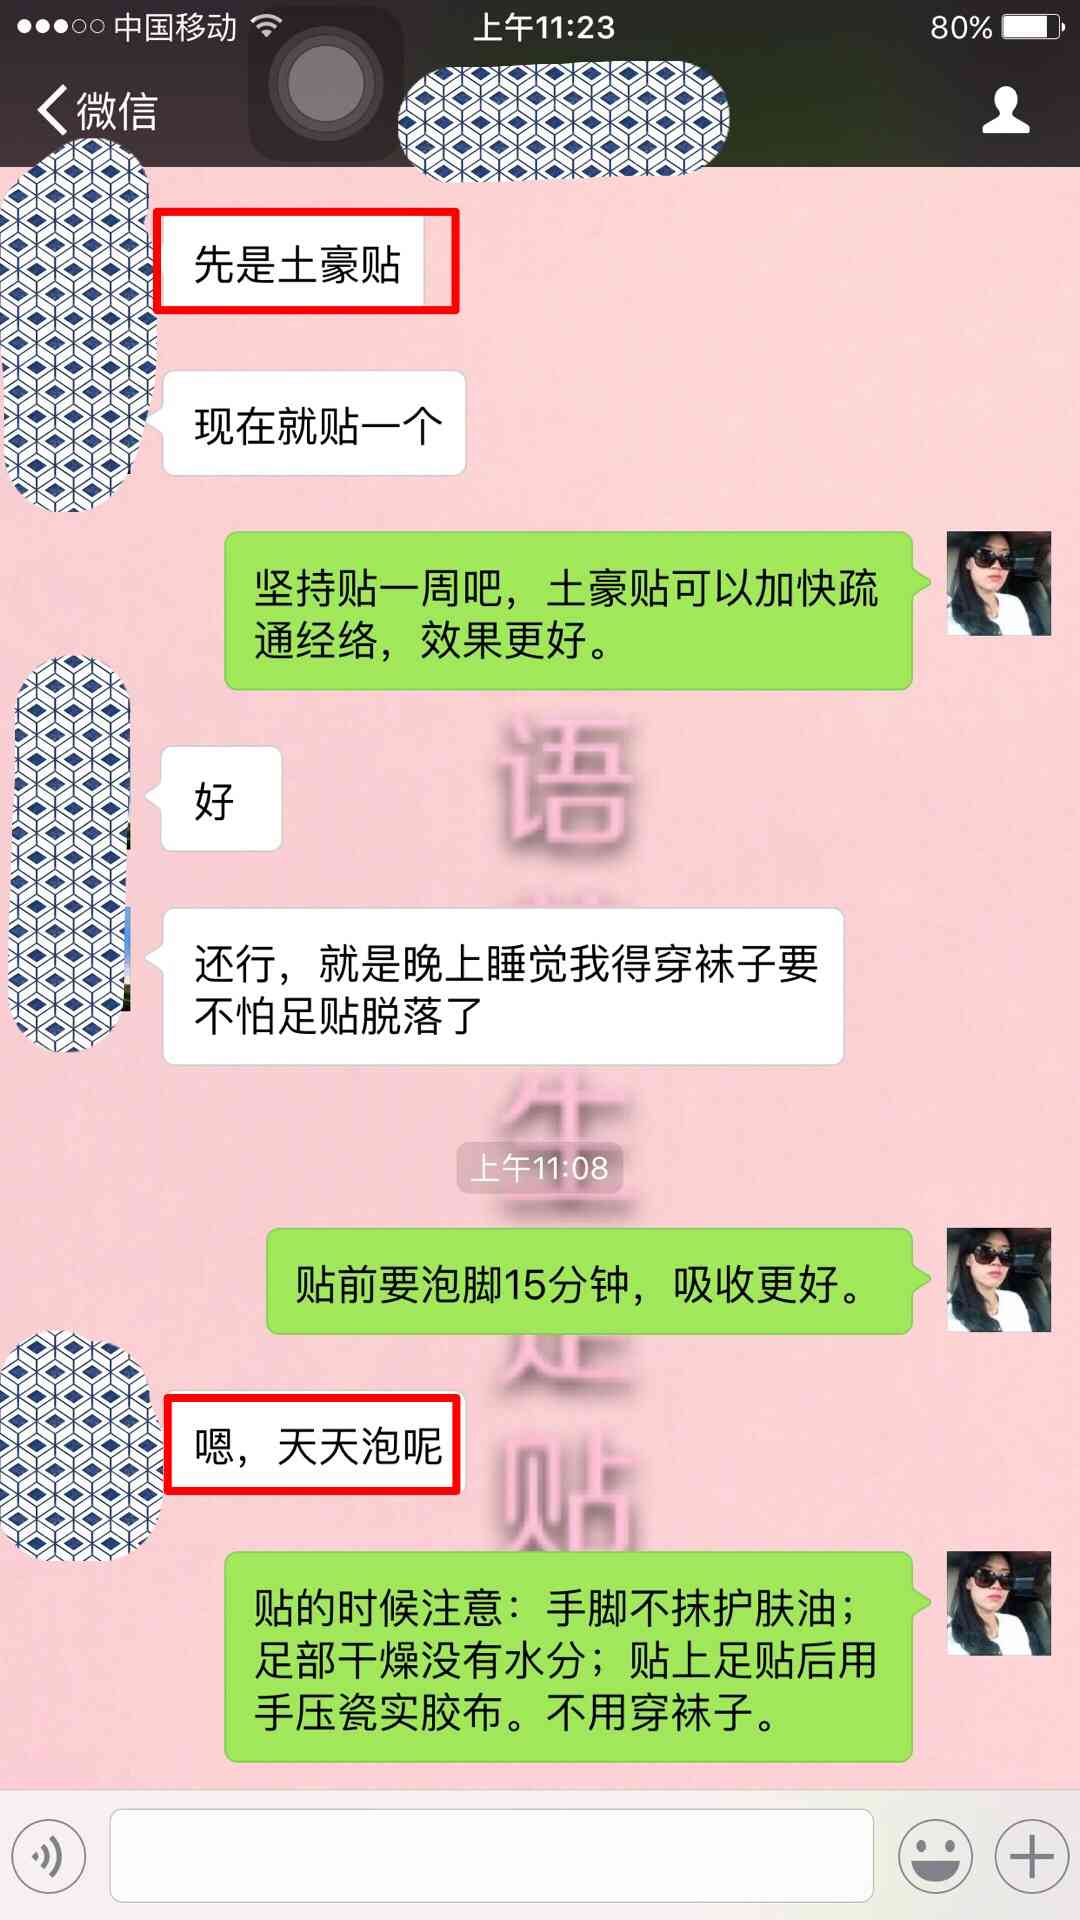 中国移动
上午11:23
80%
微信
先是土豪贴
现在就贴一个
坚持贴一周吧，土豪贴可以加快疏
通经络，效果更好。
语
好
还行，就是晚上睡觉我得穿袜子要
不怕足贴脱落了
生
上午11:08
贴前要泡脚15分钟，吸收更好。
足
嗯，天天泡呢
贴
贴的时候注意：手脚不抹护肤油；
足部干燥没有水分；贴上足贴后用
手压瓷实胶布。不用穿袜子。